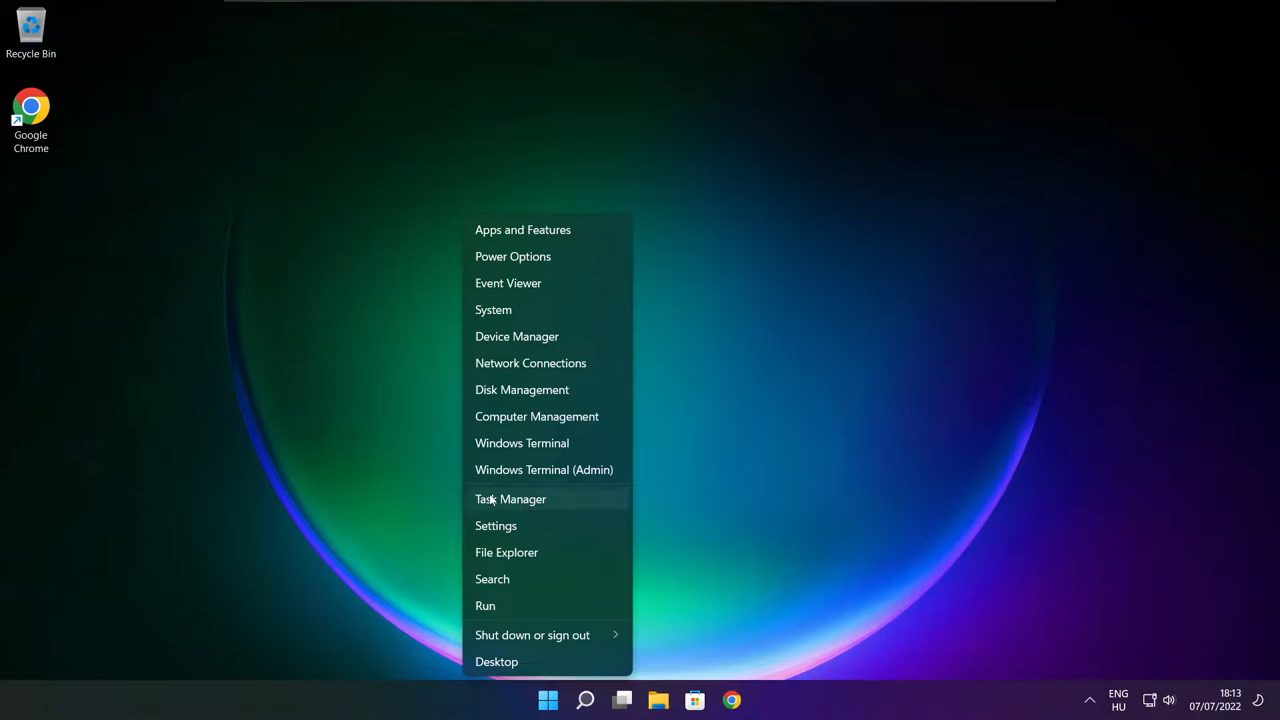 Recycle Bin
Google
Chrome
Apps and Features
Power Options
Event Viewer
System
Device Manager
Network Connections
Disk Management
Computer Management
Windows Terminal
Windows Terminal (Admin)
Task Manager
Settings
File Explorer
Search
Run
Shut down or sign out
Desktop
ENG
HU
18:13
07/07/2022